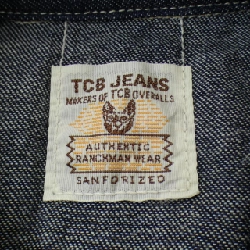 TCB JEANS
MAKERS OF TCB OVERALLS
AUTHENTIC
RANCHMAN WEAR
SANFORIZED